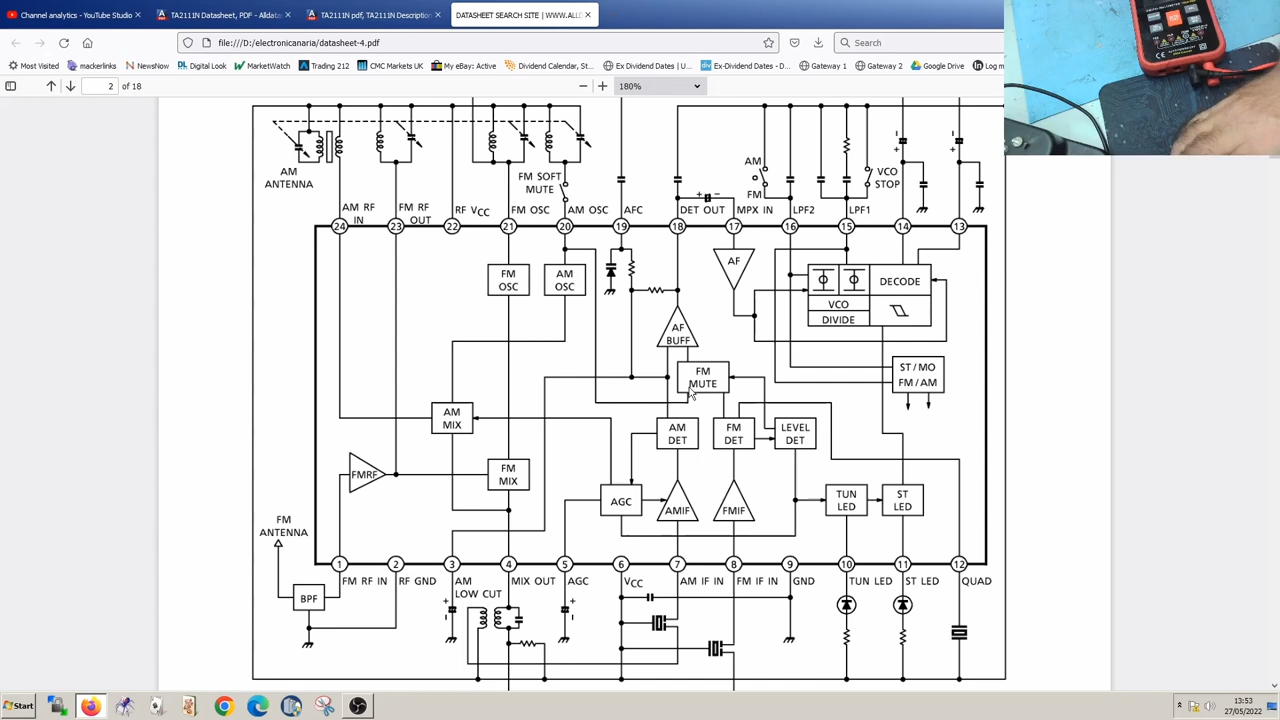 Channel analytics - YouTube Studio
TA2111N Datasheet, PDF - Alldata
TA2111N pdf, TA2111N Description
DATASHEET SEARCH SITE | WWW.ALL
file:///D:/electronicanaria/datasheet-4.pdf
Search
Most Visited
mackerlinks
NewsNow
Digital Look
MarketWatch
Trading 212
CMC Markets UK
My eBay: Active
Dividend Calendar, St...
Ex Dividend Dates | U...
Ex-Dividend Dates - D...
Gateway 1
Gateway 2
Google Drive
Log m
2 of 18
180%
AM
ANTENNA
FM SOFT
MUTE
AM
FM
VCO
STOP
AM RF
IN
FM RF
OUT
RF VCC
FM OSC
AM OSC
AFC
DET OUT
MPX IN
LPF2
LPF1
24 23 22 21 20 19 18 17 16 15 14 13
FM
OSC
AM
OSC
AF
DECODE
VCO
DIVIDE
AF
BUFF
FM
MUTE
ST / MO
FM / AM
AM
MIX
AM
DET
FM
DET
LEVEL
DET
FMRF
FM
MIX
AGC
AMIF
FMIF
TUN
LED
ST
LED
FM
ANTENNA
1 2 3 4 5 6 7 8 9 10 11 12
FM RF IN
RF GND
AM
LOW CUT
MIX OUT
AGC
VCC
AM IF IN
FM IF IN
GND
TUN LED
ST LED
QUAD
BPF
Start
13:53
27/05/2022